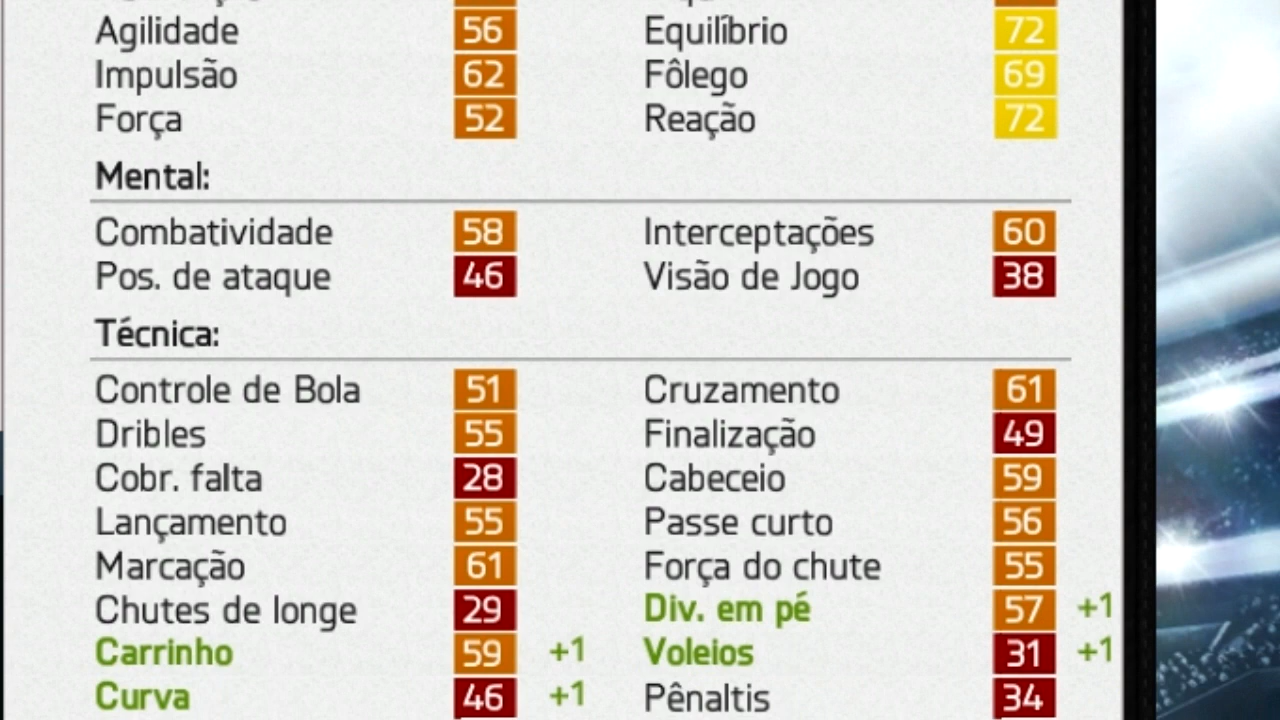 Agilidade 56 Equilíbrio 72
Impulsão 62 Fôlego 69
Força 52 Reação 72
Mental:
Combatividade 58 Interceptações 60
Pos. de ataque 46 Visão de Jogo 38
Técnica:
Controle de Bola 51 Cruzamento 61
Dribles 55 Finalização 49
Cobr. falta 28 Cabeceio 59
Lançamento 55 Passe curto 56
Marcação 61 Força do chute 55
Chutes de longe 29 Div. em pé 57 +1
Carrinho 59 +1 Voleios 31 +1
Curva 46 +1 Pênaltis 34